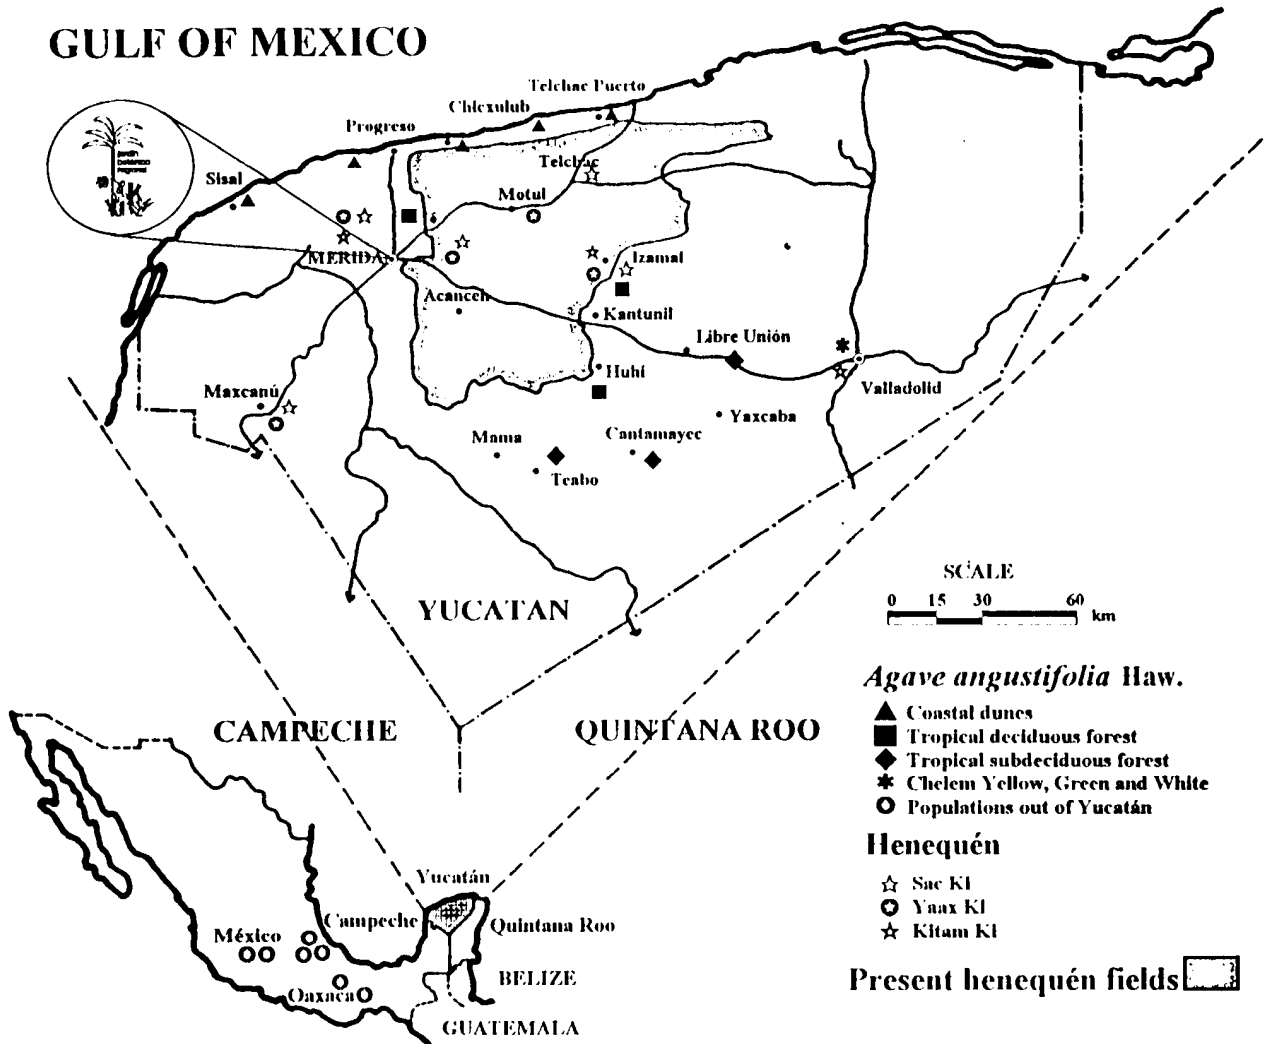 GULF OF MEXICO
Telchac Puerto
Chicxulub
Progreso
jardín
botánico
regional
Sisal
Telchac
Motul
MERIDA
Izamal
Acanceh
Kantunil
Libre Unión
Huhí
Valladolid
Maxcanú
Yaxcaba
Mama
Cantamayec
Teabo
SCALE
0 15 30 60
km
YUCATAN
CAMPECHE
QUINTANA ROO
Agave angustifolia Haw.
Coastal dunes
Tropical deciduous forest
Tropical subdeciduous forest
Chelem Yellow, Green and White
Populations out of Yucatán
Henequén
Sac Ki
Yaax Ki
Kitam Ki
Present henequén fields
Yucatán
Campeche
Quintana Roo
México
BELIZE
Oaxaca
GUATEMALA